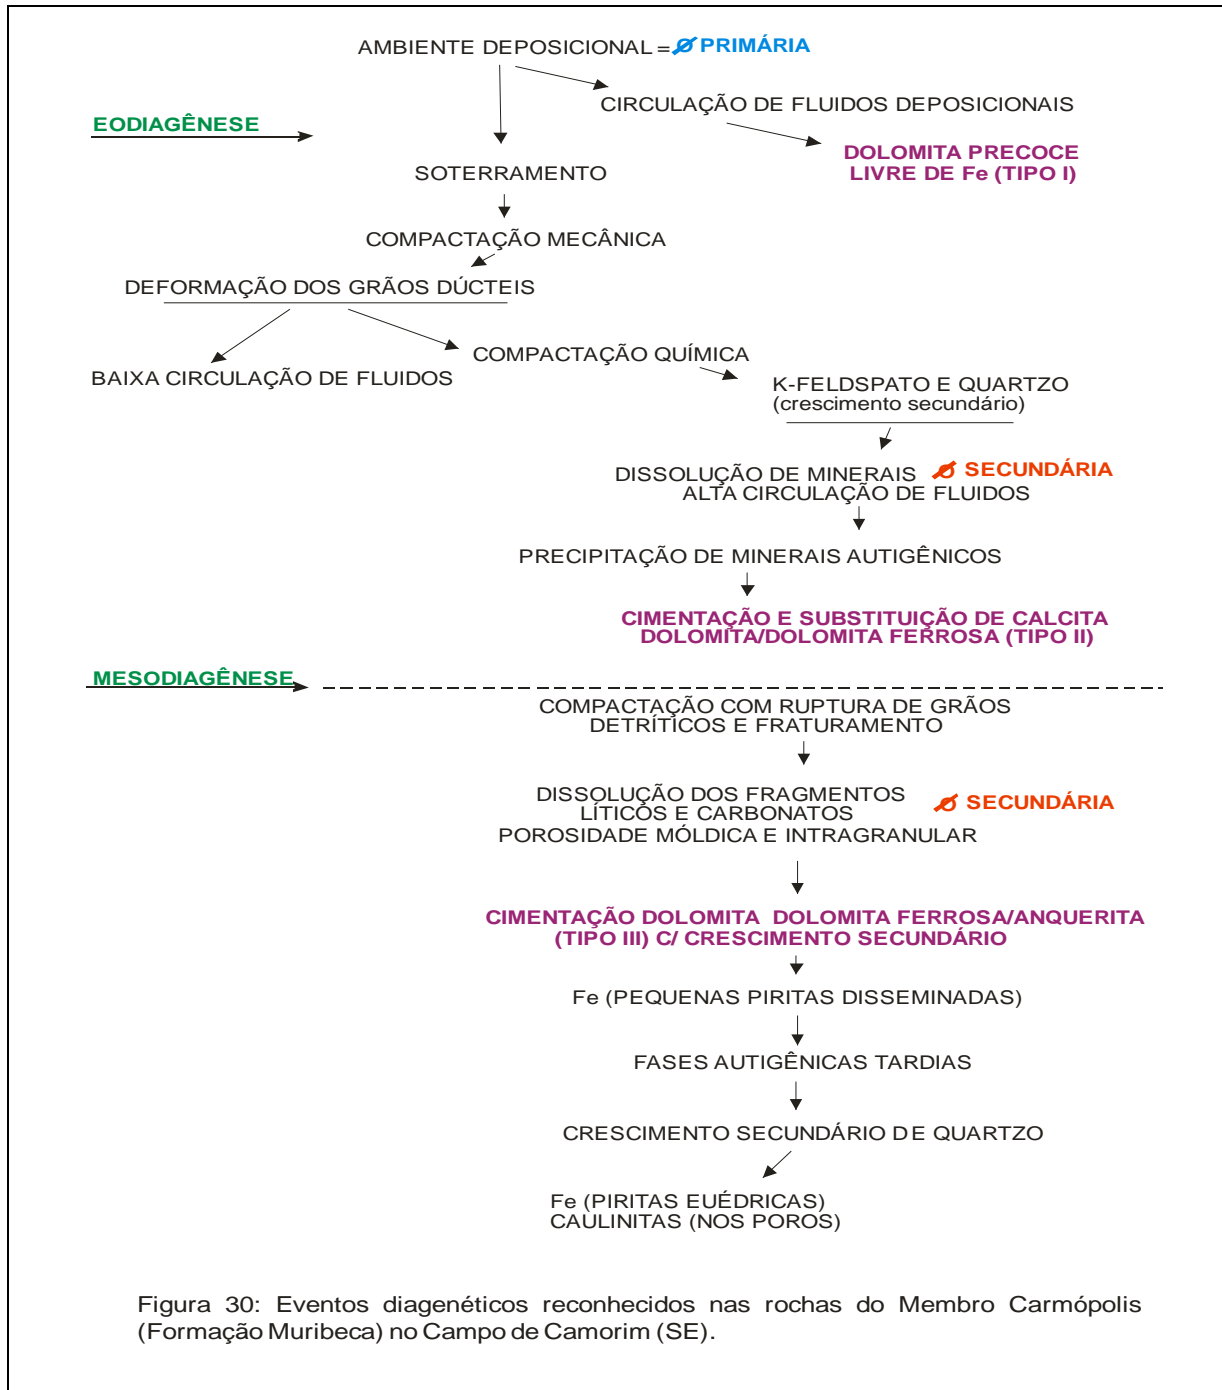 AMBIENTE DEPOSICIONAL = Ø PRIMÁRIA
CIRCULAÇÃO DE FLUIDOS DEPOSICIONAIS
EODIAGÊNESE
DOLOMITA PRECOCE
LIVRE DE Fe (TIPO I)
SOTERRAMENTO
COMPACTAÇÃO MECÂNICA
DEFORMAÇÃO DOS GRÃOS DÚCTEIS
COMPACTAÇÃO QUÍMICA
BAIXA CIRCULAÇÃO DE FLUIDOS
K-FELDSPATO E QUARTZO
(crescimento secundário)
DISSOLUÇÃO DE MINERAIS Ø SECUNDÁRIA
ALTA CIRCULAÇÃO DE FLUIDOS
PRECIPITAÇÃO DE MINERAIS AUTIGÊNICOS
CIMENTAÇÃO E SUBSTITUIÇÃO DE CALCITA
DOLOMITA/DOLOMITA FERROSA (TIPO II)
MESODIAGÊNESE
COMPACTAÇÃO COM RUPTURA DE GRÃOS
DETRÍTICOS E FRATURAMENTO
DISSOLUÇÃO DOS FRAGMENTOS
LÍTICOS E CARBONATOS Ø SECUNDÁRIA
POROSIDADE MÓLDICA E INTRAGRANULAR
CIMENTAÇÃO DOLOMITA DOLOMITA FERROSA/ANQUERITA
(TIPO III) C/ CRESCIMENTO SECUNDÁRIO
Fe (PEQUENAS PIRITAS DISSEMINADAS)
FASES AUTIGÊNICAS TARDIAS
CRESCIMENTO SECUNDÁRIO DE QUARTZO
Fe (PIRITAS EUÉDRICAS)
CAULINITAS (NOS POROS)
Figura 30: Eventos diagenéticos reconhecidos nas rochas do Membro Carmópolis
(Formação Muribeca) no Campo de Camorim (SE).